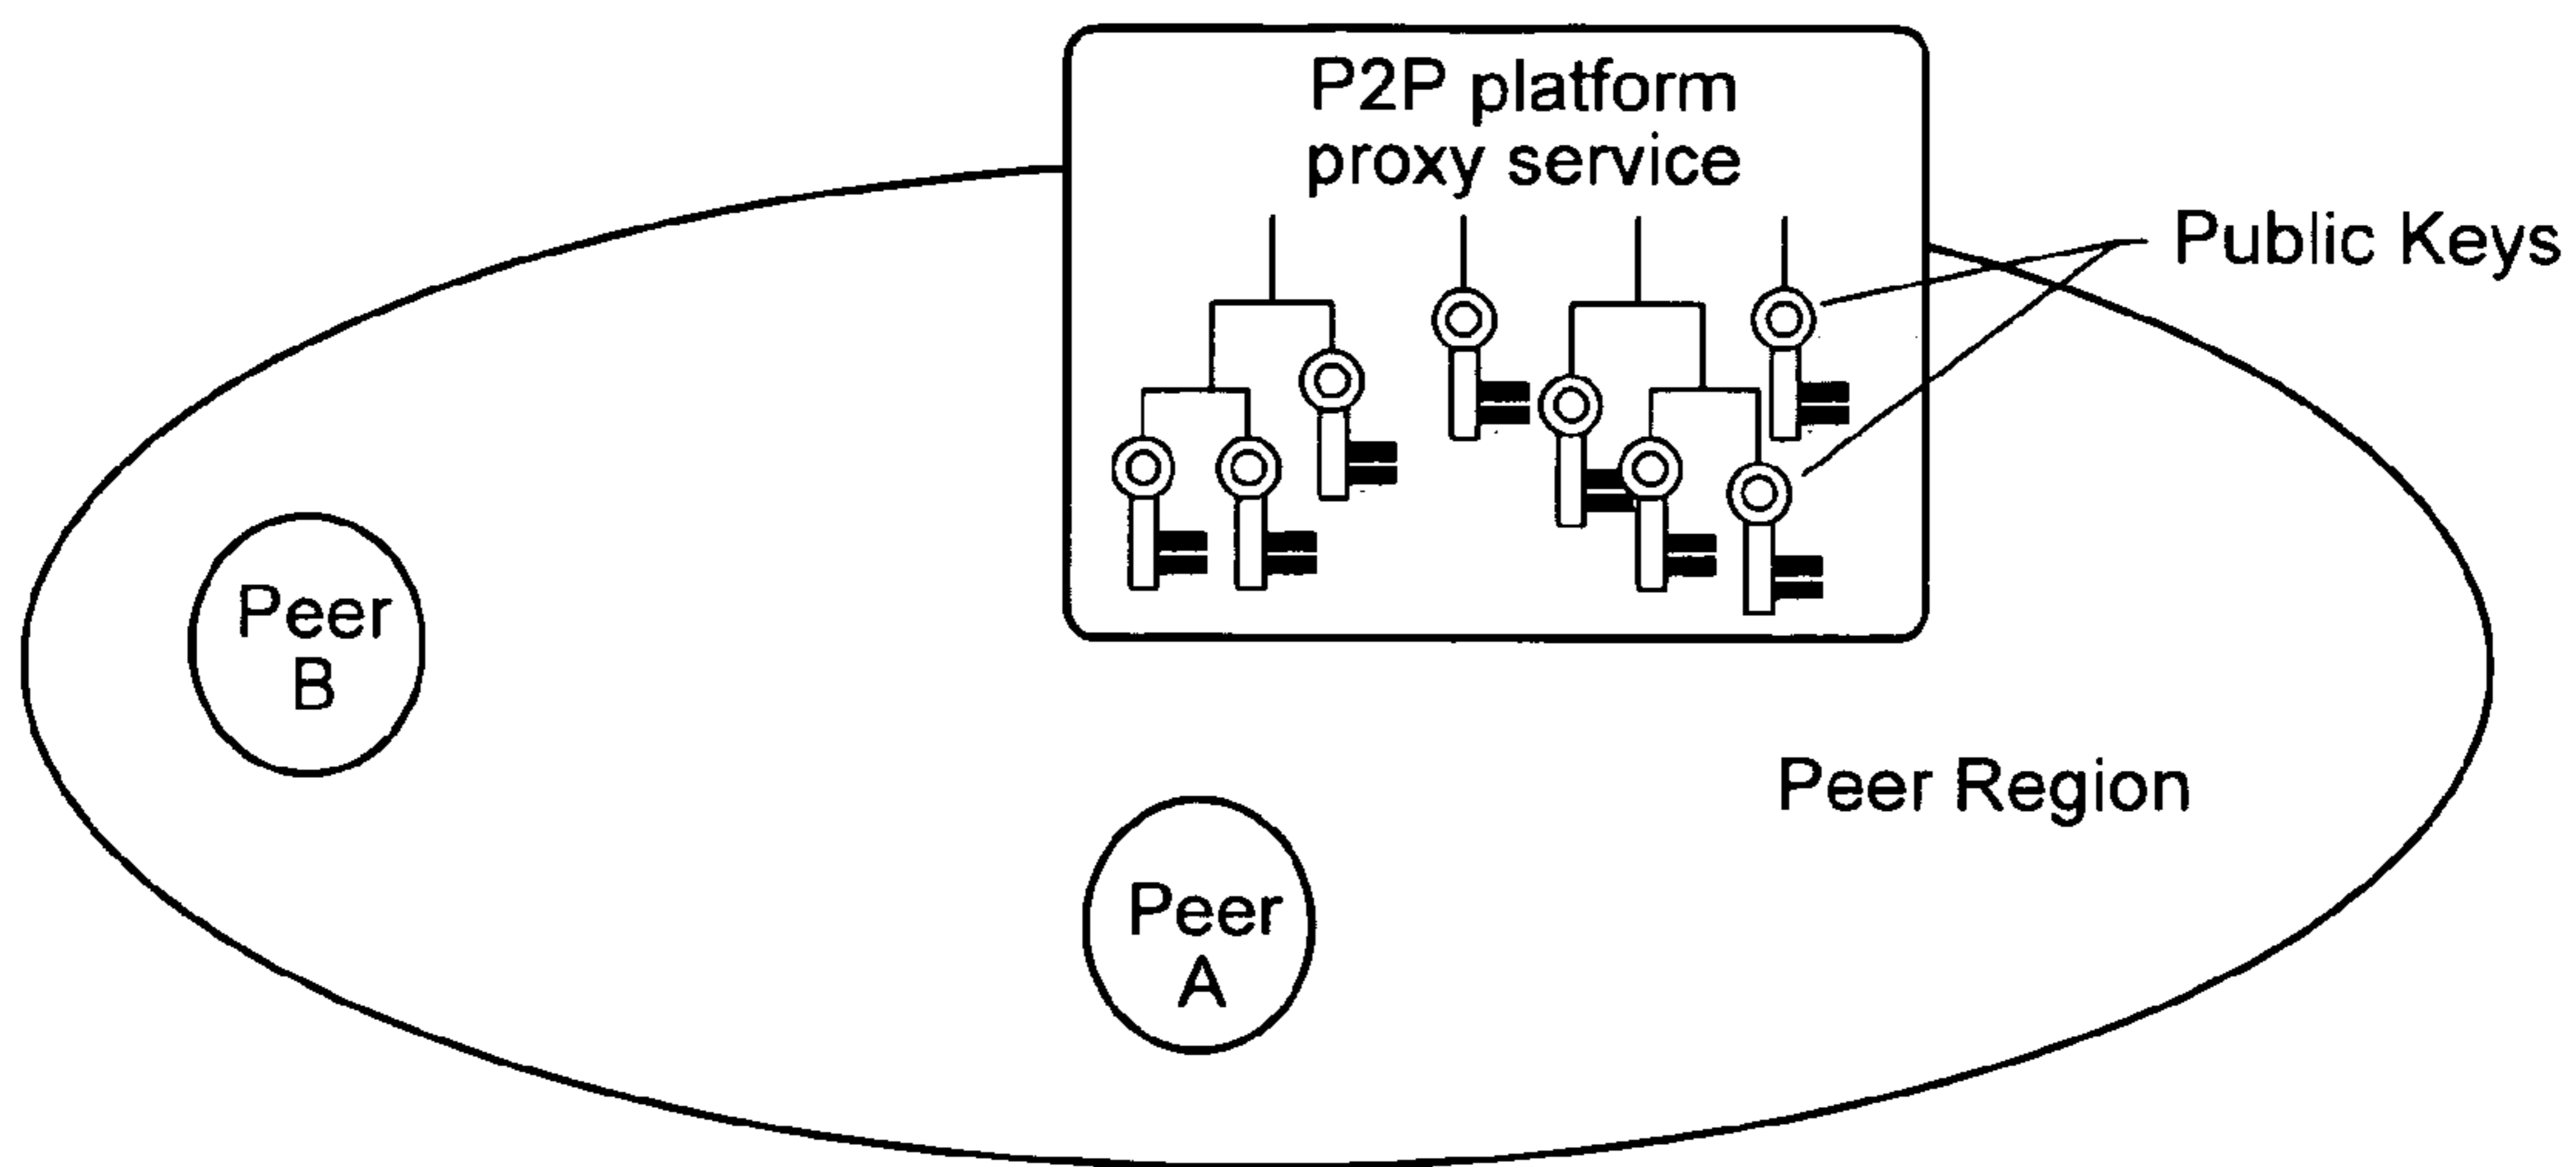 P2P platform
proxy service
Public Keys
Peer
B
Peer Region
Peer
A